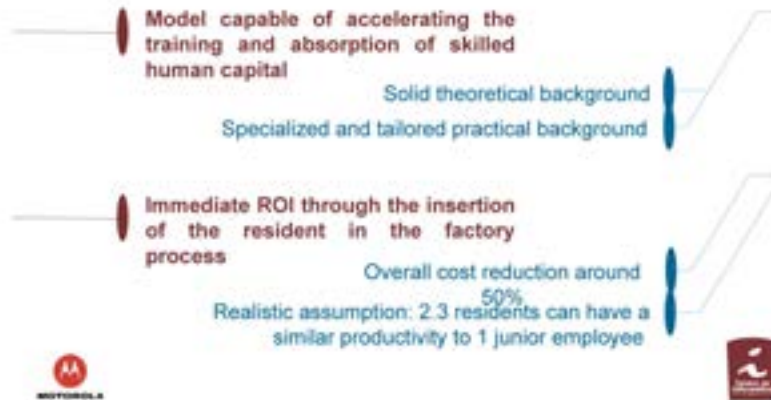 Model capable of accelerating the
training and absorption of skilled
human capital
Solid theoretical background
Specialized and tailored practical background
Immediate ROI through the insertion
of the resident in the factory
process
Overall cost reduction around
50%
Realistic assumption: 2.3 residents can have a
similar productivity to 1 junior employee
MOTOROLA